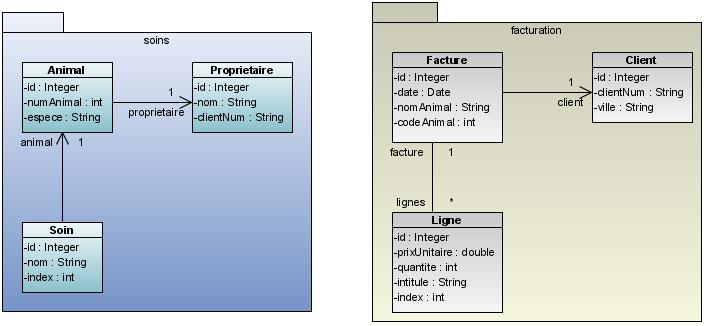 soins
Animal
-id : Integer
-numAnimal : int
-espece : String
1
proprietaire
Proprietaire
-id : Integer
-nom : String
-clientNum : String
animal
1
Soin
-id : Integer
-nom : String
-index : int
facturation
Facture
-id : Integer
-date : Date
-nomAnimal : String
-codeAnimal : int
1
client
Client
-id : Integer
-clientNum : String
-ville : String
facture
1
lignes
*
Ligne
-id : Integer
-prixUnitaire : double
-quantite : int
-intitule : String
-index : int